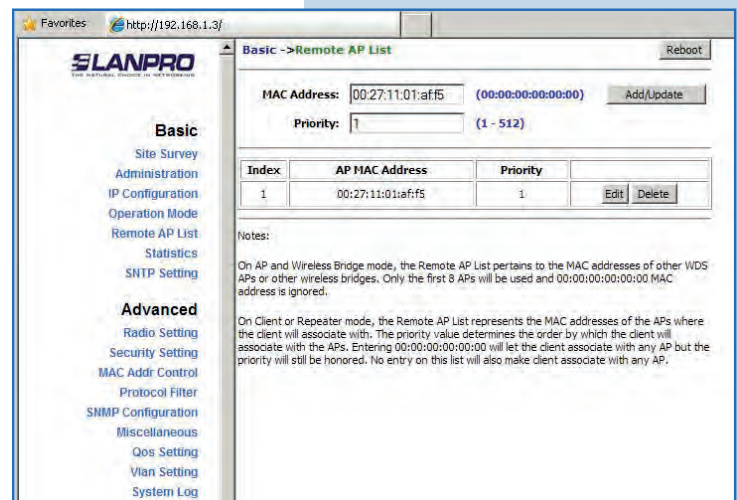 Favorites http://192.168.1.3/
LANPRO
THE NATURAL CHOICE IN NETWORKING
Basic
Site Survey
Administration
IP Configuration
Operation Mode
Remote AP List
Statistics
SNTP Setting
Advanced
Radio Setting
Security Setting
MAC Addr Control
Protocol Filter
SNMP Configuration
Miscellaneous
Qos Setting
Vlan Setting
System Log
Basic ->Remote AP List Reboot
MAC Address: 00:27:11:01:af:f5 (00:00:00:00:00:00) Add/Update
Priority: 1 (1 - 512)
Index AP MAC Address Priority
1 00:27:11:01:af:f5 1 Edit Delete
Notes:
On AP and Wireless Bridge mode, the Remote AP List pertains to the MAC addresses of other WDS
APs or other wireless bridges. Only the first 8 APs will be used and 00:00:00:00:00:00 MAC
address is ignored.
On Client or Repeater mode, the Remote AP List represents the MAC addresses of the APs where
the client will associate with. The priority value determines the order by which the client will
associate with the APs. Entering 00:00:00:00:00:00 will let the client associate with any AP but the
priority will still be honored. No entry on this list will also make client associate with any AP.